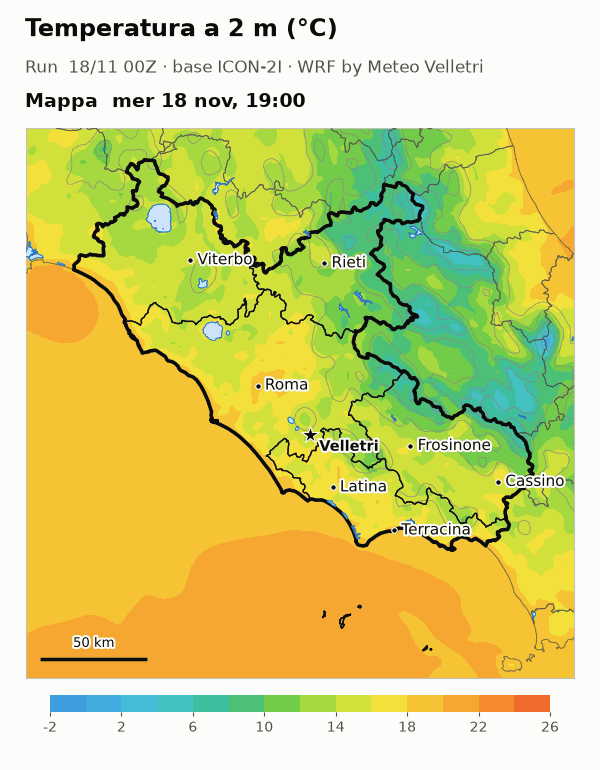 Temperatura a 2 m (°C)
Run 18/11 00Z · base ICON-2I · WRF by Meteo Velletri
Mappa mer 18 nov, 19:00
Viterbo
Rieti
Roma
Velletri
Frosinone
Cassino
Latina
Terracina
50 km
-2 2 6 10 14 18 22 26